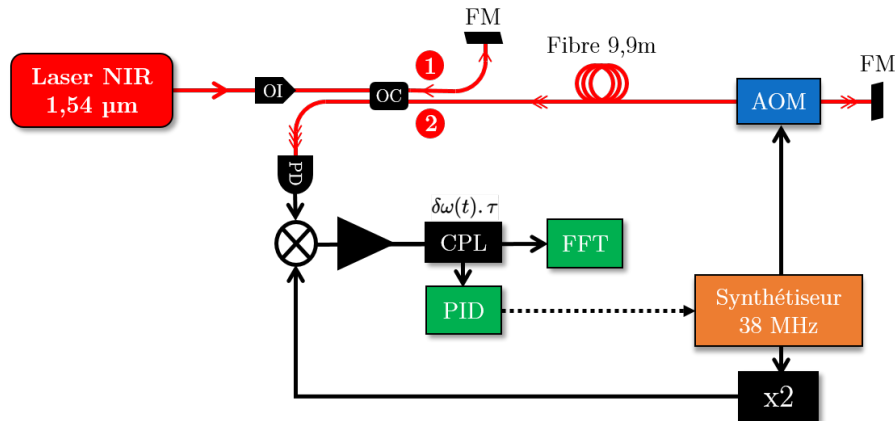 FM
Fibre 9,9m
FM
Laser NIR
1,54 µm
OI
1
OC
AOM
2
PD
δω(t). τ
CPL
FFT
PID
Synthétiseur
38 MHz
x2